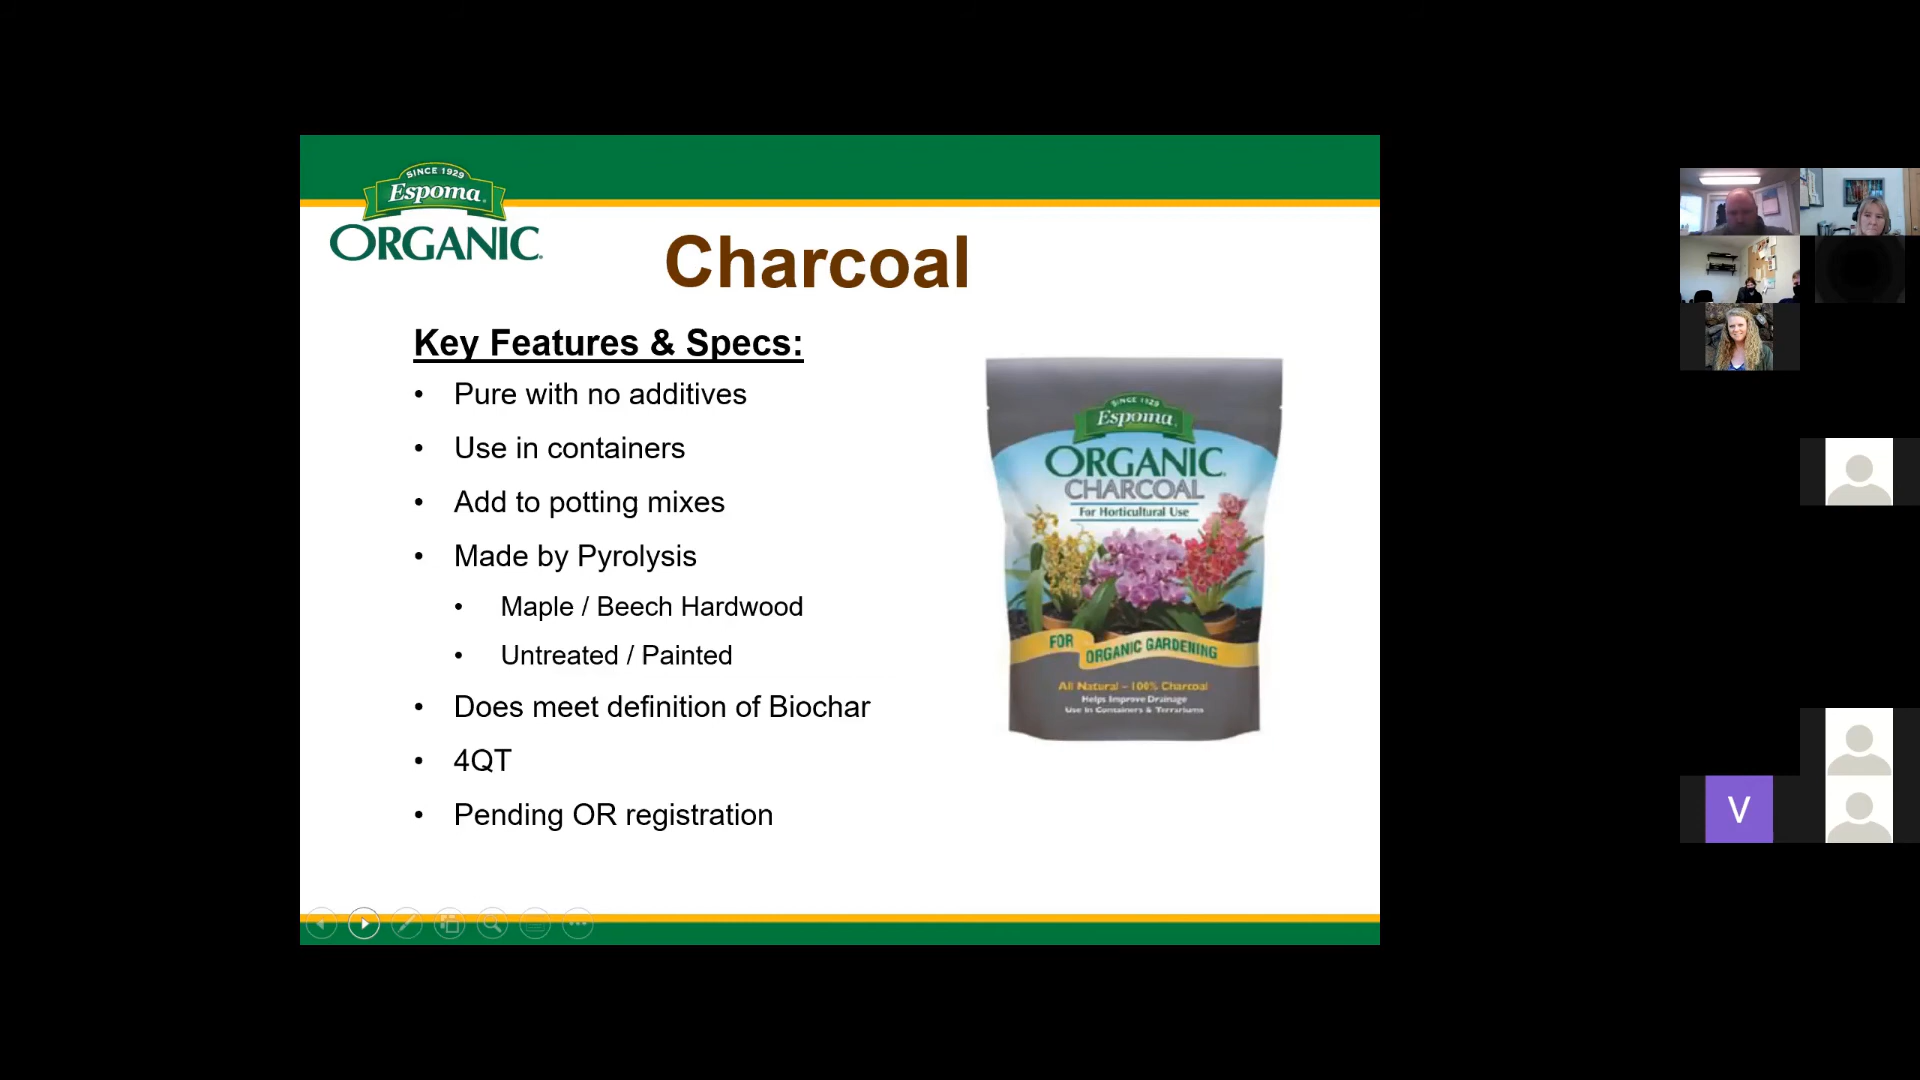 SINCE 1929
Espoma
ORGANIC
Charcoal
Key Features & Specs:
• Pure with no additives
• Use in containers
• Add to potting mixes
• Made by Pyrolysis
• Maple / Beech Hardwood
• Untreated / Painted
• Does meet definition of Biochar
• 4QT
• Pending OR registration
SINCE 1929
Espoma
ORGANIC
CHARCOAL
For Horticultural Use
FOR ORGANIC GARDENING
All Natural – 100% Charcoal
Helps Improve Drainage
Use in Containers & Terrariums
V